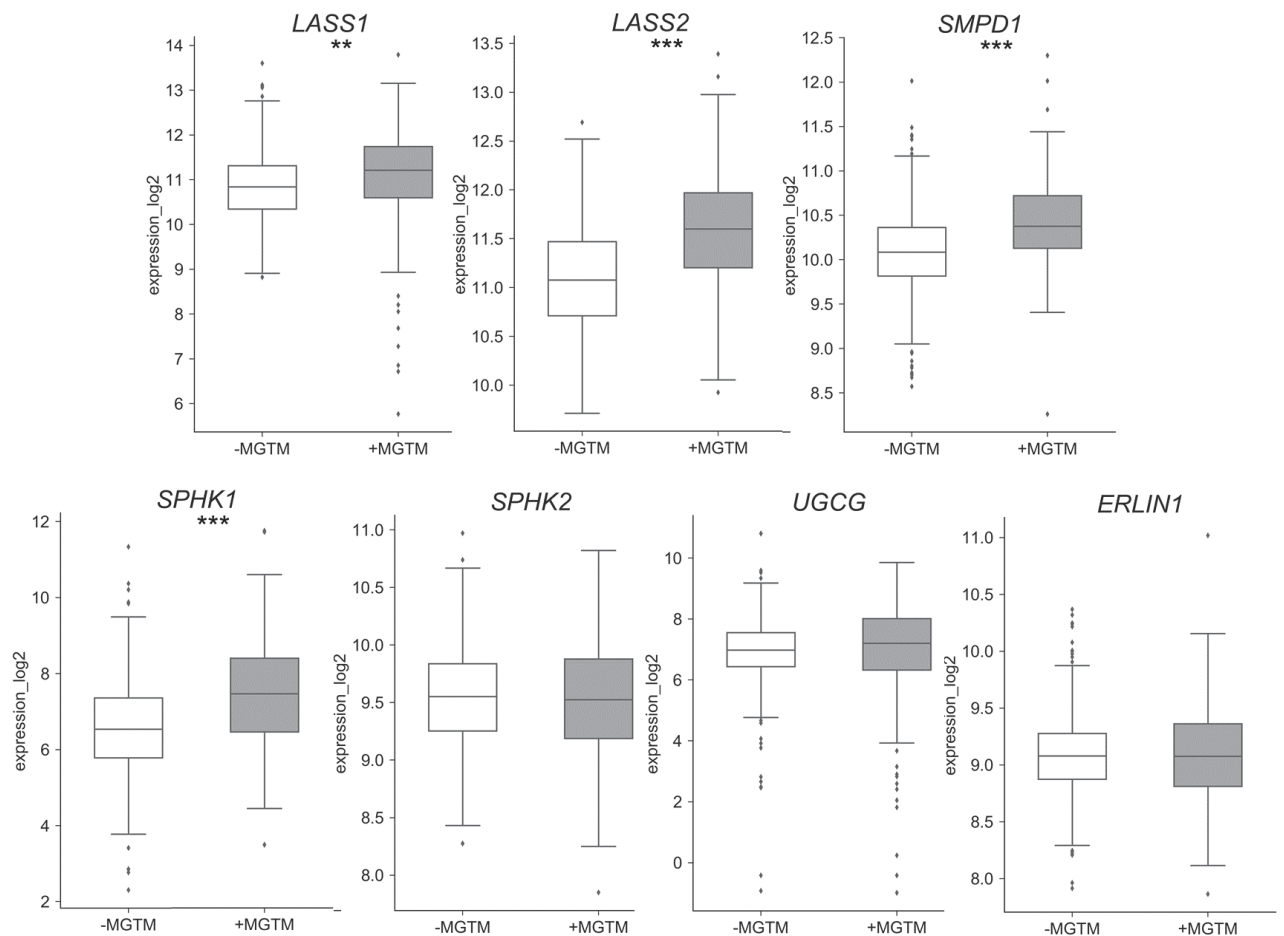 LASS1
**
LASS2
***
SMPD1
***
14
13
12
11
10
9
8
7
6
expression_log2
-MGTM
+MGTM
13.5
13.0
12.5
12.0
11.5
11.0
10.5
10.0
expression_log2
-MGTM
+MGTM
12.5
12.0
11.5
11.0
10.5
10.0
9.5
9.0
8.5
expression_log2
-MGTM
+MGTM
SPHK1
***
SPHK2
UGCG
ERLIN1
12
10
8
6
4
2
expression_log2
-MGTM
+MGTM
11.0
10.5
10.0
9.5
9.0
8.5
8.0
expression_log2
-MGTM
+MGTM
10
8
6
4
2
0
expression_log2
-MGTM
+MGTM
11.0
10.5
10.0
9.5
9.0
8.5
8.0
expression_log2
-MGTM
+MGTM